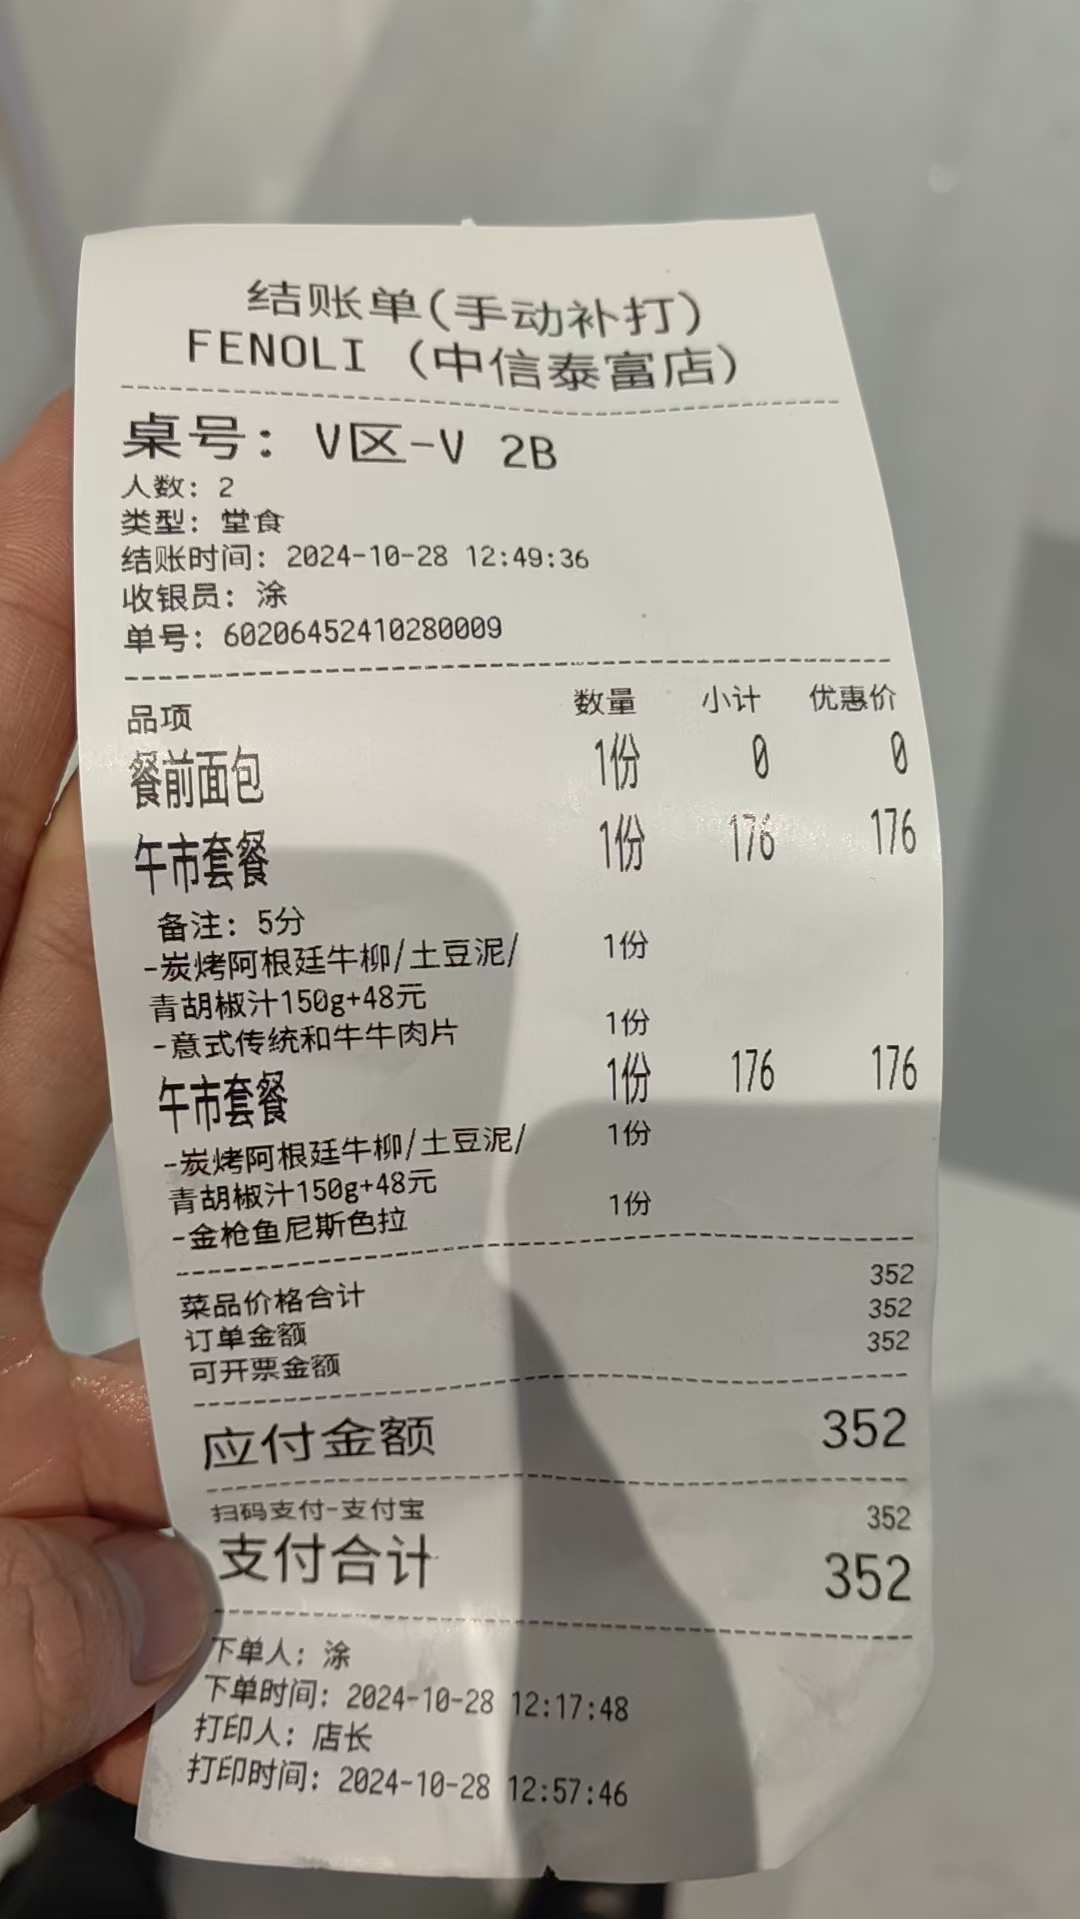 结账单(手动补打)
FENOLI (中信泰富店)
桌号: V区-V 2B
人数: 2
类型: 堂食
结账时间: 2024-10-28 12:49:36
收银员: 涂
单号: 60206452410280009
品项 数量 小计 优惠价
餐前面包 1份 0 0
午市套餐 1份 176 176
备注: 5分
-炭烤阿根廷牛柳/土豆泥/ 1份
青胡椒汁150g+48元
-意式传统和牛牛肉片 1份
午市套餐 1份 176 176
-炭烤阿根廷牛柳/土豆泥/ 1份
青胡椒汁150g+48元
-金枪鱼尼斯色拉 1份
菜品价格合计 352
订单金额 352
可开票金额 352
应付金额 352
扫码支付-支付宝 352
支付合计 352
下单人: 涂
下单时间: 2024-10-28 12:17:48
打印人: 店长
打印时间: 2024-10-28 12:57:46